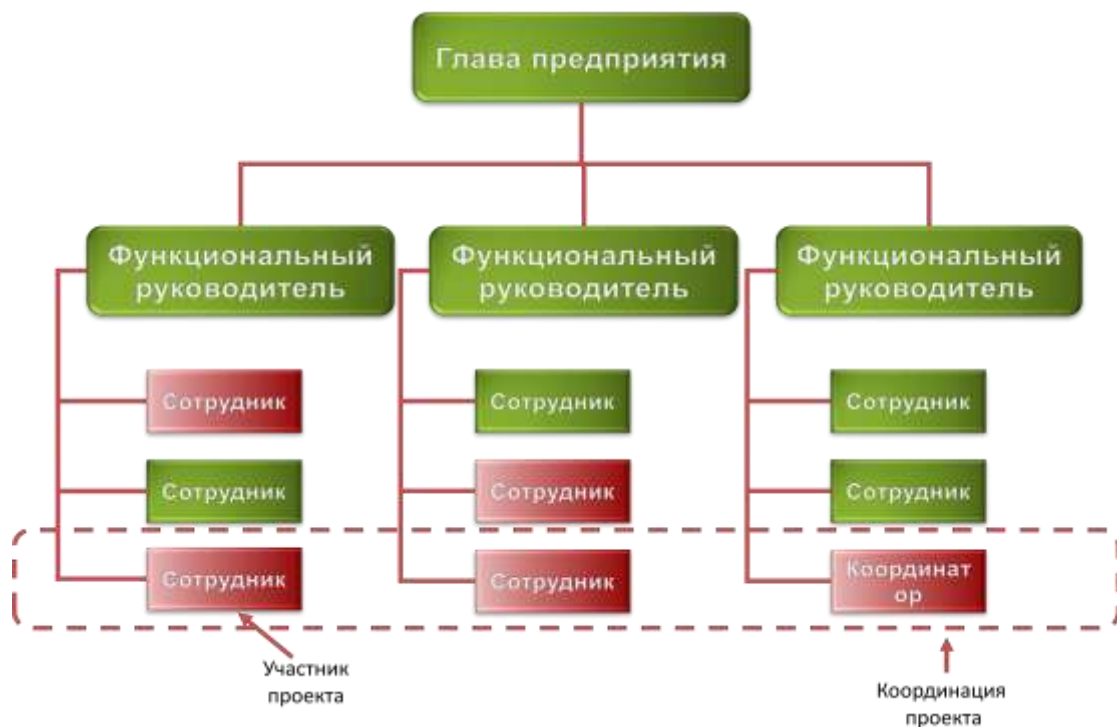 Глава предприятия
Функциональный
руководитель
Функциональный
руководитель
Функциональный
руководитель
Сотрудник
Сотрудник
Сотрудник
Сотрудник
Сотрудник
Сотрудник
Сотрудник
Сотрудник
Координат
ор
Участник
проекта
Координация
проекта